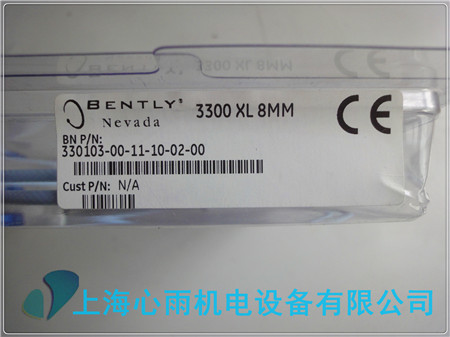 BENTLY
Nevada
3300 XL 8MM
CE
BN P/N:
330103-00-11-10-02-00
Cust P/N: N/A
上海心雨机电设备有限公司